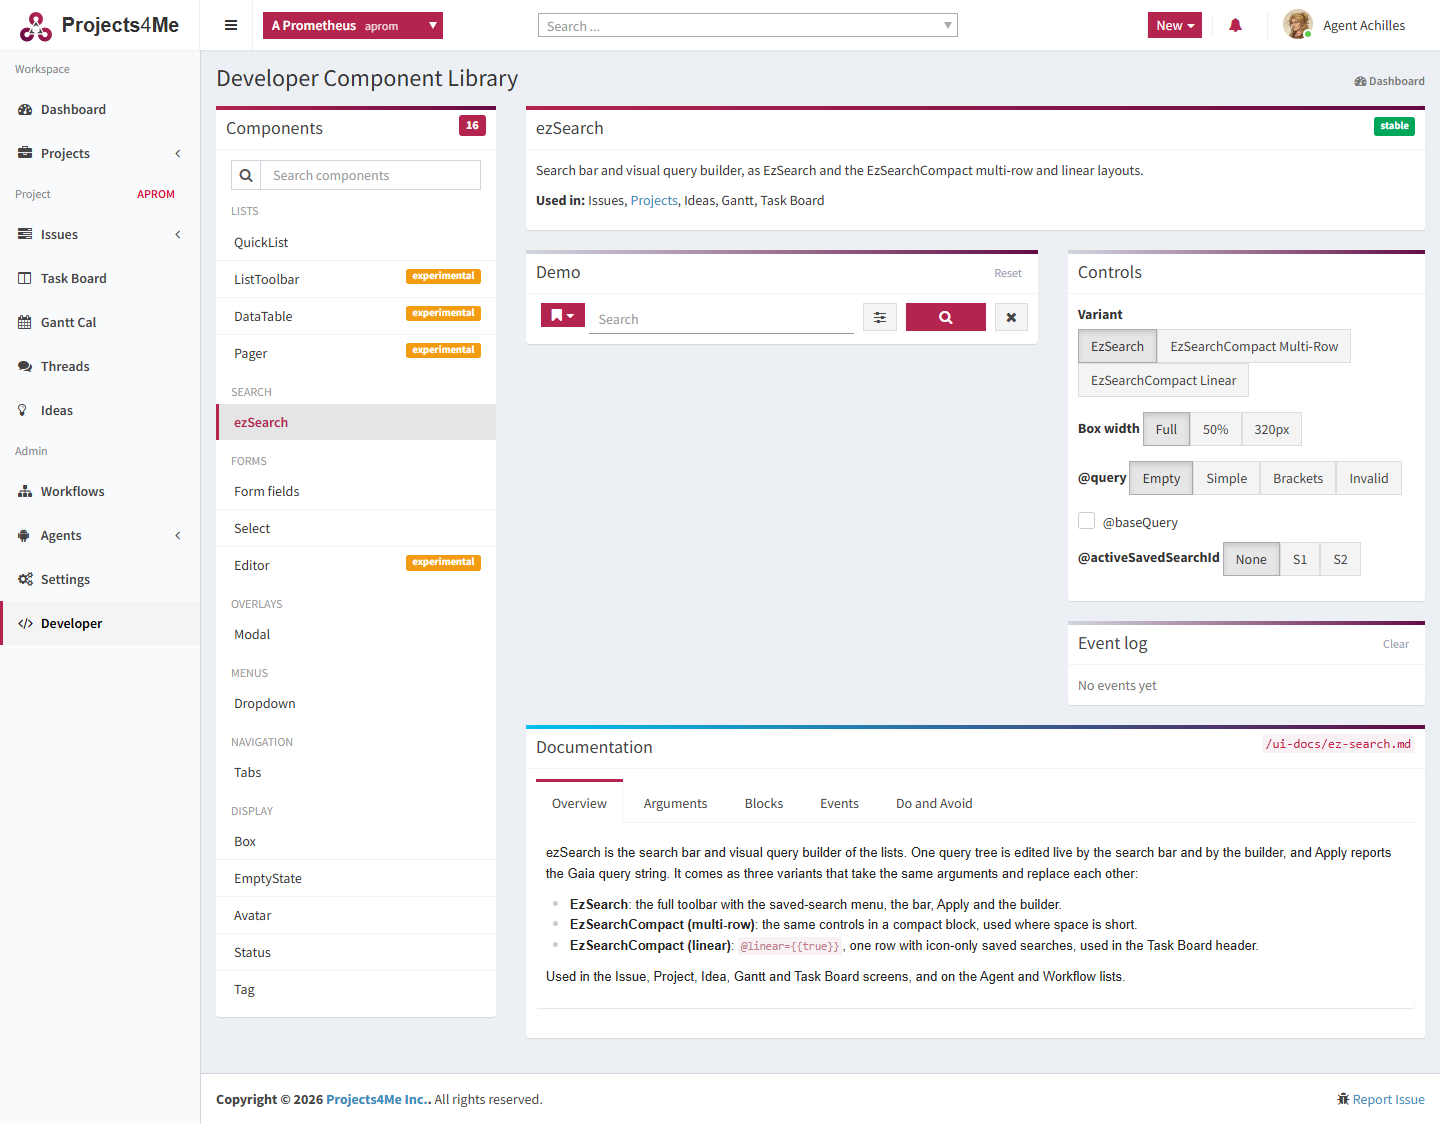 Projects4Me
A Prometheus aprom
Search ...
New
Agent Achilles
Workspace
Dashboard
Projects
Project APROM
Issues
Task Board
Gantt Cal
Threads
Ideas
Admin
Workflows
Agents
Settings
Developer
Developer Component Library
Dashboard
Components 16
Search components
LISTS
QuickList
ListToolbar experimental
DataTable experimental
Pager experimental
SEARCH
ezSearch
FORMS
Form fields
Select
Editor experimental
OVERLAYS
Modal
MENUS
Dropdown
NAVIGATION
Tabs
DISPLAY
Box
EmptyState
Avatar
Status
Tag
ezSearch stable
Search bar and visual query builder, as EzSearch and the EzSearchCompact multi-row and linear layouts.
Used in: Issues, Projects, Ideas, Gantt, Task Board
Demo Reset
Search
Controls
Variant
EzSearch EzSearchCompact Multi-Row
EzSearchCompact Linear
Box width Full 50% 320px
@query Empty Simple Brackets Invalid
@baseQuery
@activeSavedSearchId None S1 S2
Event log Clear
No events yet
Documentation /ui-docs/ez-search.md
Overview Arguments Blocks Events Do and Avoid
ezSearch is the search bar and visual query builder of the lists. One query tree is edited live by the search bar and by the builder, and Apply reports
the Gaia query string. It comes as three variants that take the same arguments and replace each other:
EzSearch: the full toolbar with the saved-search menu, the bar, Apply and the builder.
EzSearchCompact (multi-row): the same controls in a compact block, used where space is short.
EzSearchCompact (linear): @linear={{true}}, one row with icon-only saved searches, used in the Task Board header.
Used in the Issue, Project, Idea, Gantt and Task Board screens, and on the Agent and Workflow lists.
Copyright © 2026 Projects4Me Inc.. All rights reserved.
Report Issue